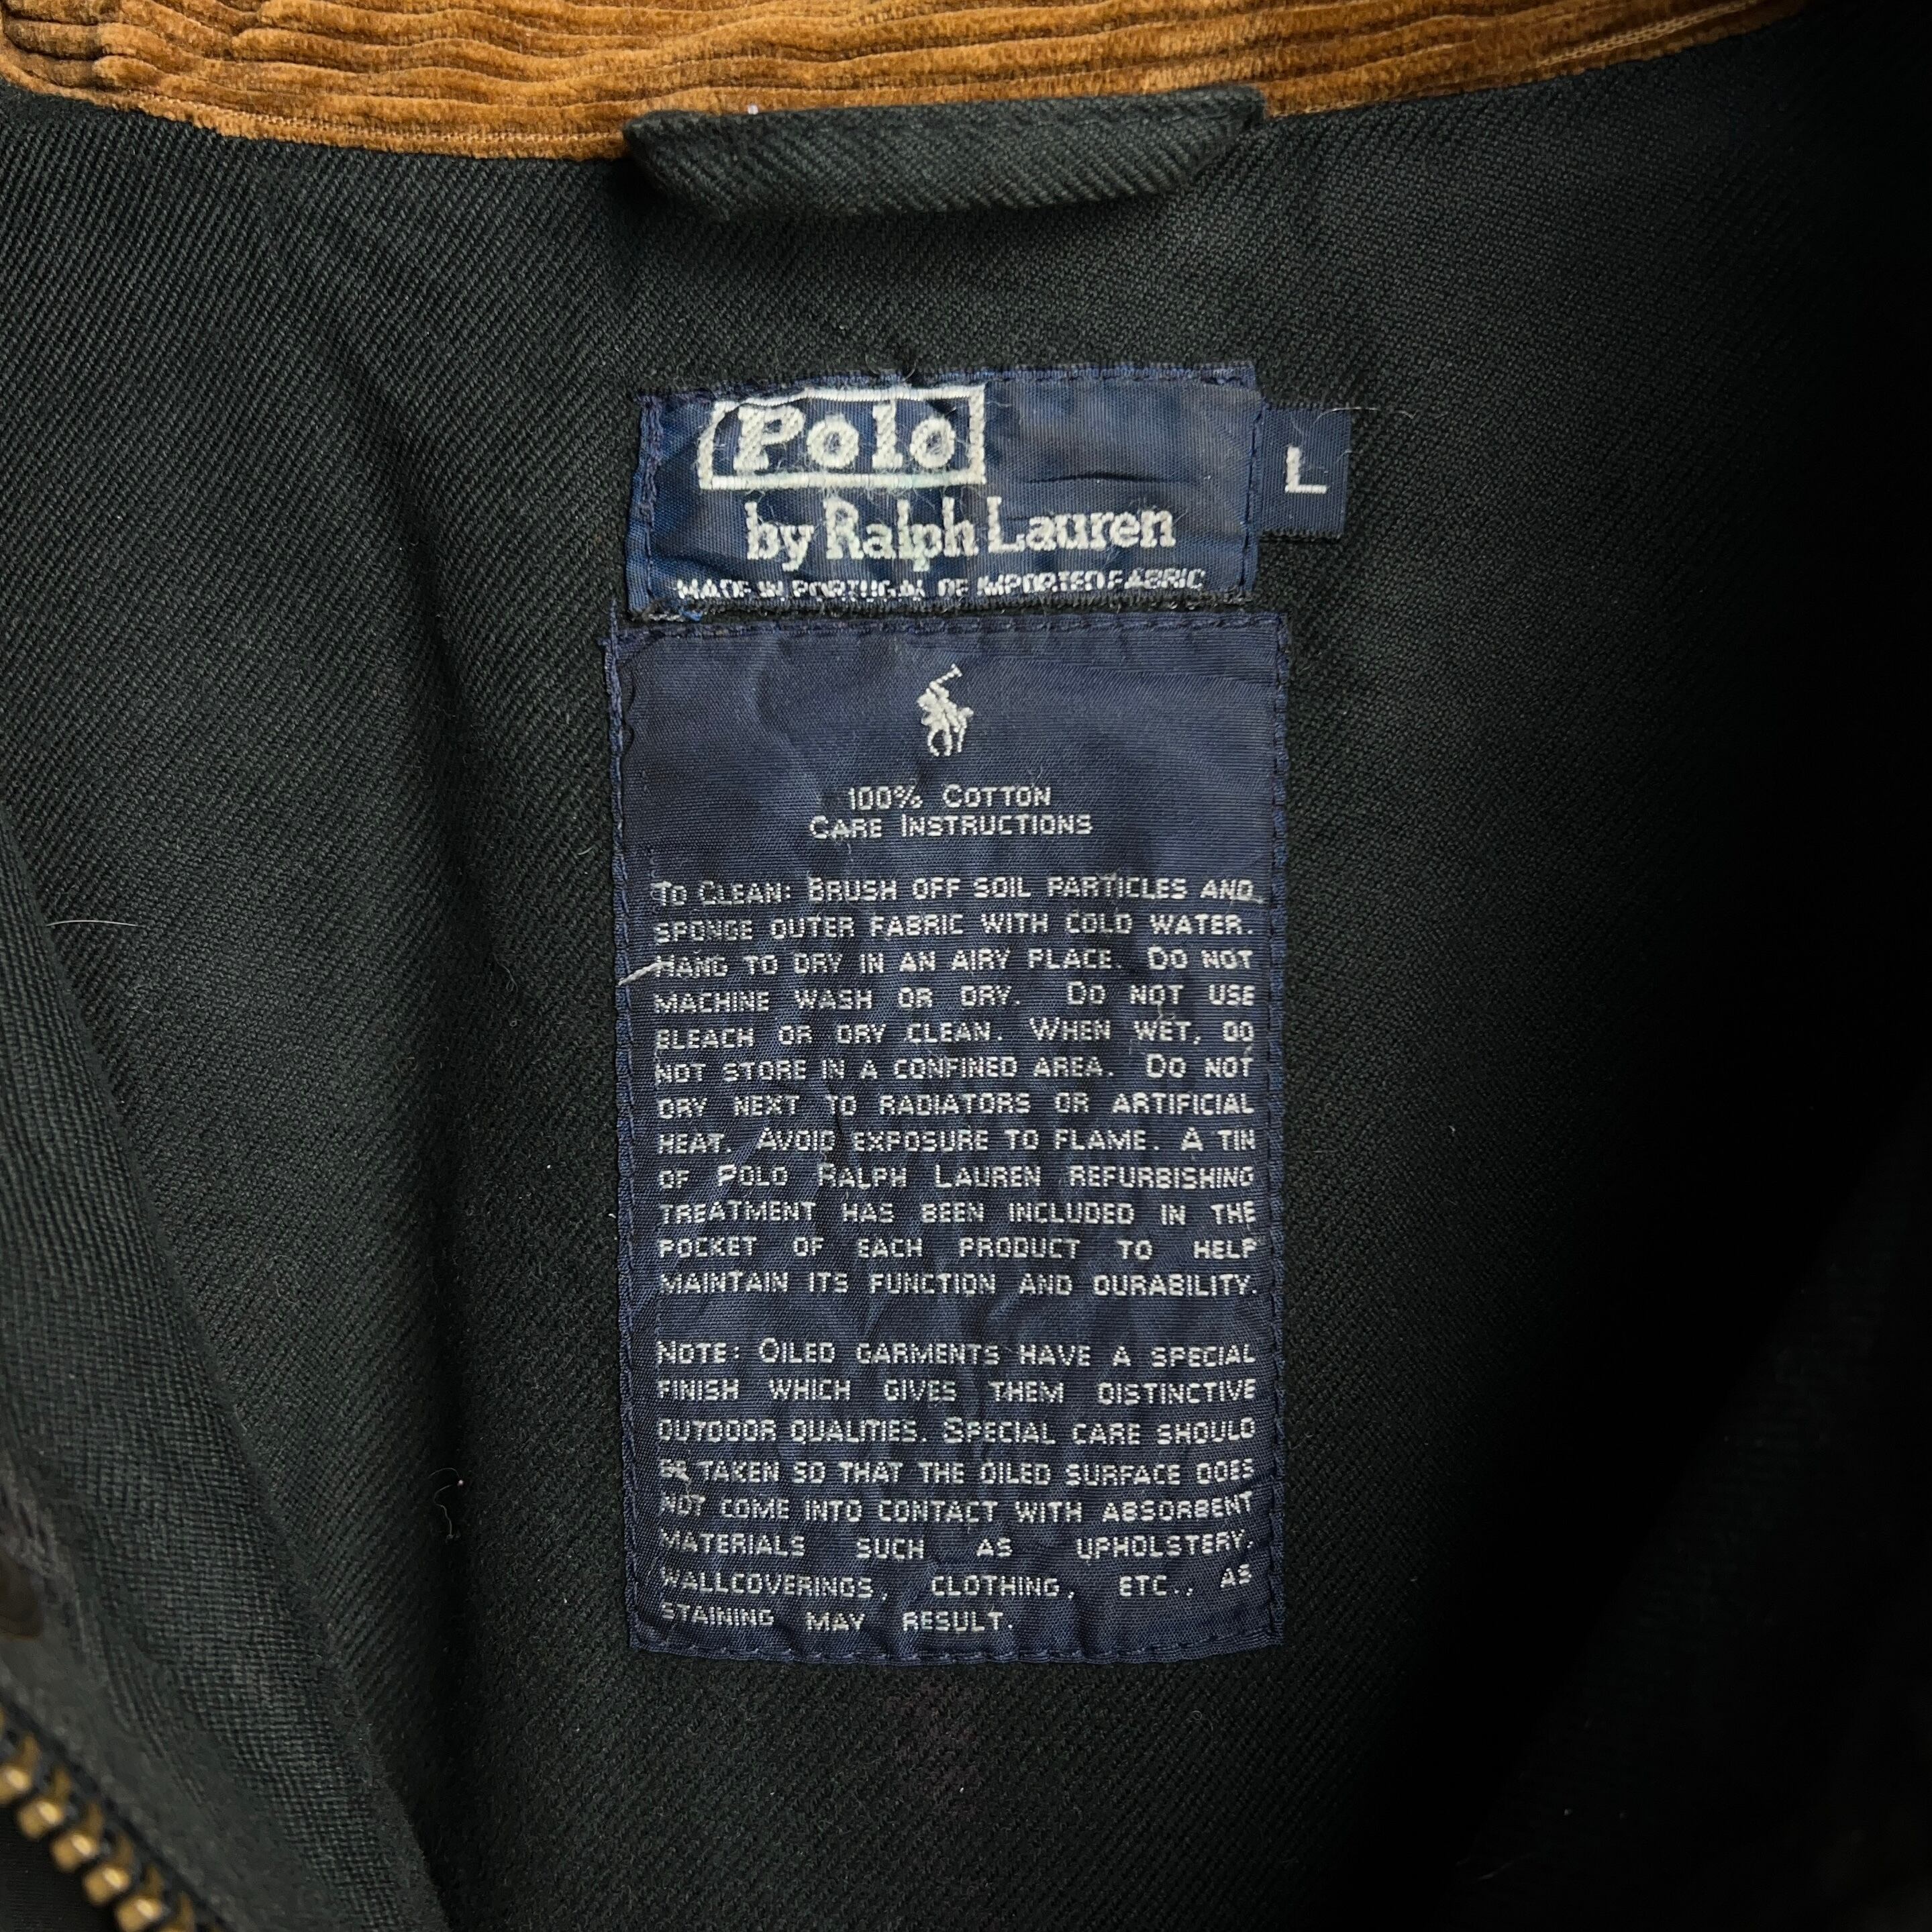 Polo
by Ralph Lauren
L
MADE IN PORTUGAL OF IMPORTED FABRIC
100% COTTON
CARE INSTRUCTIONS
TO CLEAN: BRUSH OFF SOIL PARTICLES AND
SPONGE OUTER FABRIC WITH COLD WATER.
HANG TO DRY IN AN AIRY PLACE. DO NOT
MACHINE WASH OR DRY. DO NOT USE
BLEACH OR DRY CLEAN. WHEN WET, DO
NOT STORE IN A CONFINED AREA. DO NOT
DRY NEXT TO RADIATORS OR ARTIFICIAL
HEAT. AVOID EXPOSURE TO FLAME. A TIN
OF POLO RALPH LAUREN REFURBISHING
TREATMENT HAS BEEN INCLUDED IN THE
POCKET OF EACH PRODUCT TO HELP
MAINTAIN ITS FUNCTION AND DURABILITY.
NOTE: OILED GARMENTS HAVE A SPECIAL
FINISH WHICH GIVES THEM DISTINCTIVE
OUTDOOR QUALITIES. SPECIAL CARE SHOULD
BE TAKEN SO THAT THE OILED SURFACE DOES
NOT COME INTO CONTACT WITH ABSORBENT
MATERIALS SUCH AS UPHOLSTERY,
WALLCOVERINGS, CLOTHING, ETC., AS
STAINING MAY RESULT.